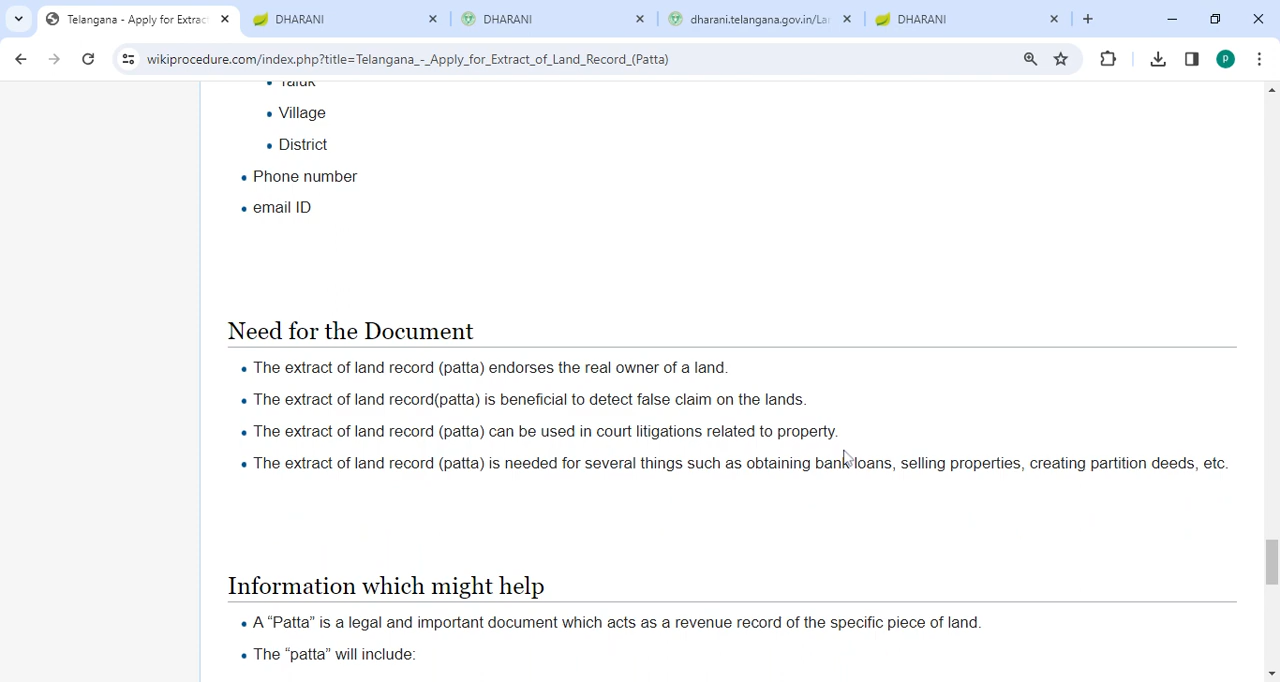 Telangana - Apply for Extrac
DHARANI
DHARANI
dharani.telangana.gov.in/La
DHARANI
wikiprocedure.com/index.php?title=Telangana_-_Apply_for_Extract_of_Land_Record_(Patta)
P
Taluk
Village
District
Phone number
email ID
Need for the Document
The extract of land record (patta) endorses the real owner of a land.
The extract of land record(patta) is beneficial to detect false claim on the lands.
The extract of land record (patta) can be used in court litigations related to property.
The extract of land record (patta) is needed for several things such as obtaining bank loans, selling properties, creating partition deeds, etc.
Information which might help
A “Patta” is a legal and important document which acts as a revenue record of the specific piece of land.
The “patta” will include: